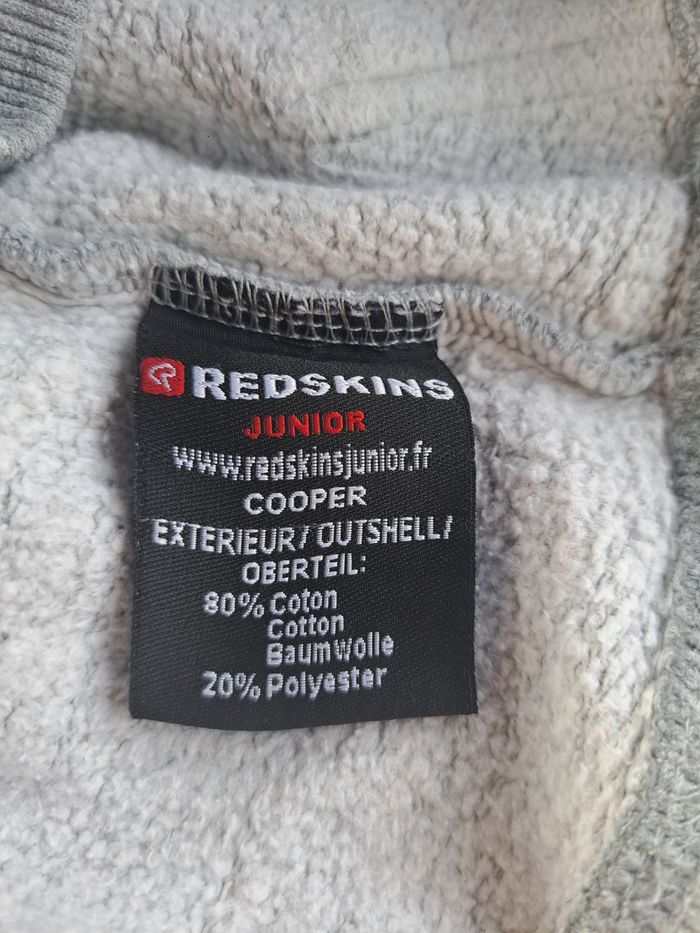 REDSKINS
JUNIOR
www.redskinsjunior.fr
COOPER
EXTERIEUR/OUTSHELL/
OBERTEIL:
80% Coton
Cotton
Baumwolle
20% Polyester